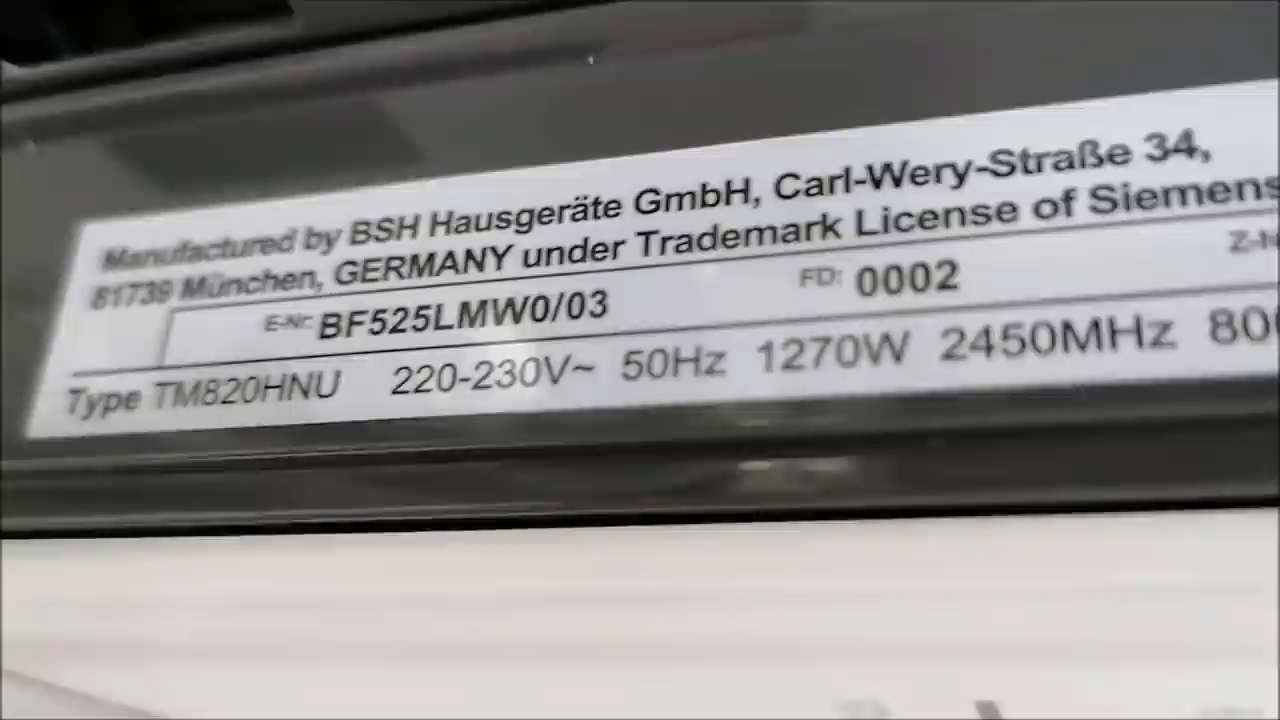 Manufactured by BSH Hausgeräte GmbH, Carl-Wery-Straße 34,
81739 München, GERMANY under Trademark License of Siemens
E-Nr: BF525LMW0/03 FD: 0002
Type TM820HNU 220-230V~ 50Hz 1270W 2450MHz